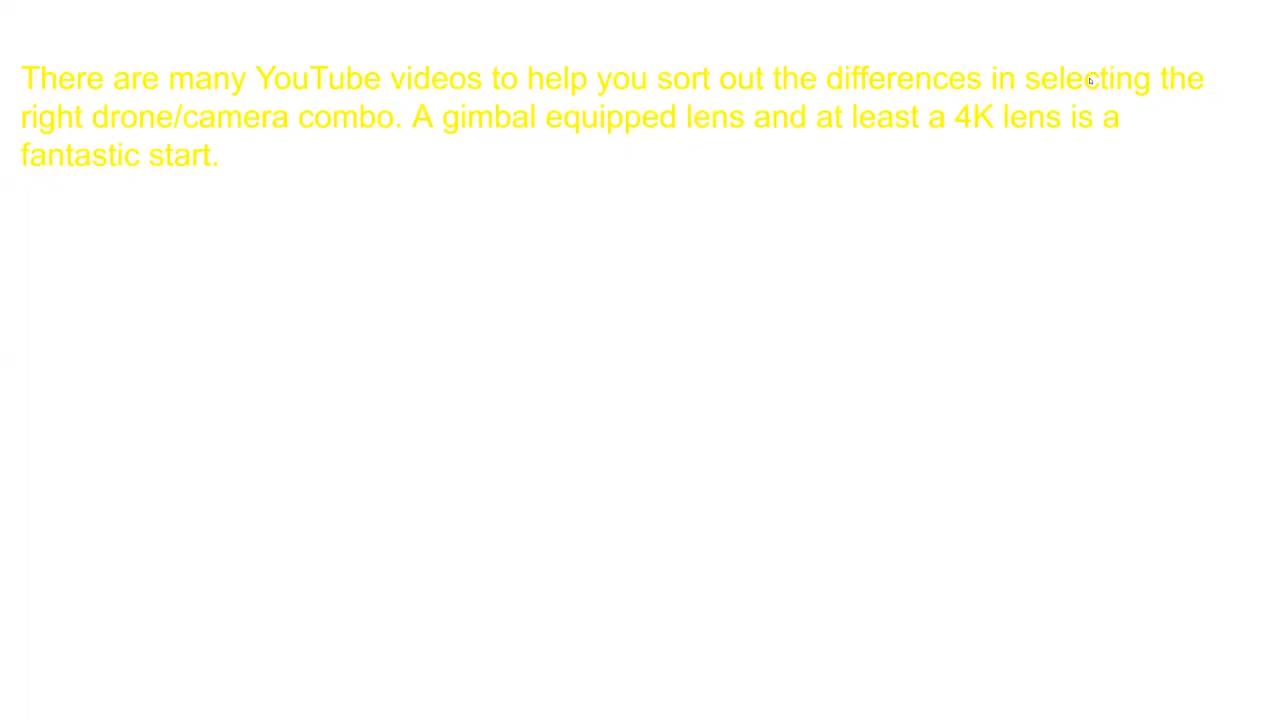 There are many YouTube videos to help you sort out the differences in selecting the
right drone/camera combo. A gimbal equipped lens and at least a 4K lens is a
fantastic start.